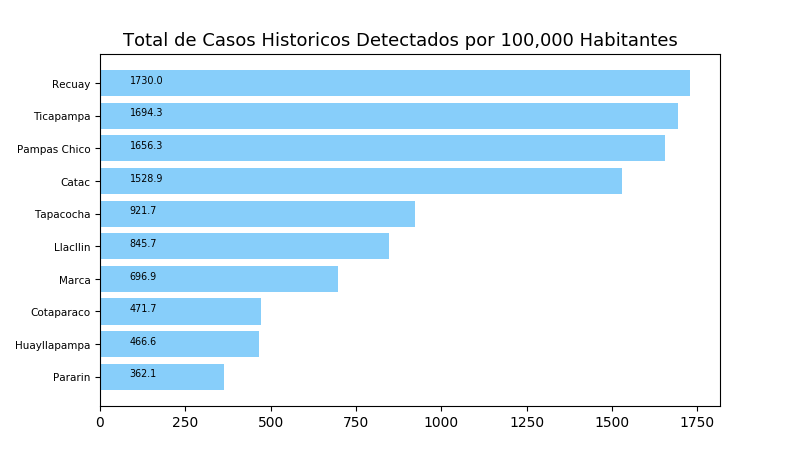 Total de Casos Historicos Detectados por 100,000 Habitantes
Recuay 1730.0
Ticapampa 1694.3
Pampas Chico 1656.3
Catac 1528.9
Tapacocha 921.7
Llacllin 845.7
Marca 696.9
Cotaparaco 471.7
Huayllapampa 466.6
Pararin 362.1
0 250 500 750 1000 1250 1500 1750